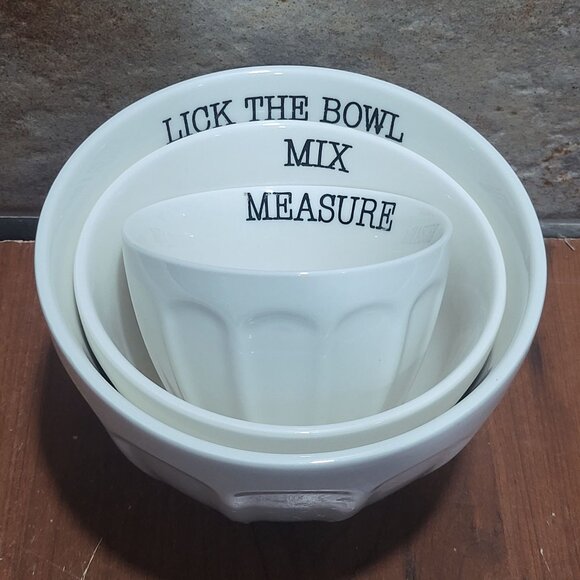 LICK THE BOWL
MIX
MEASURE